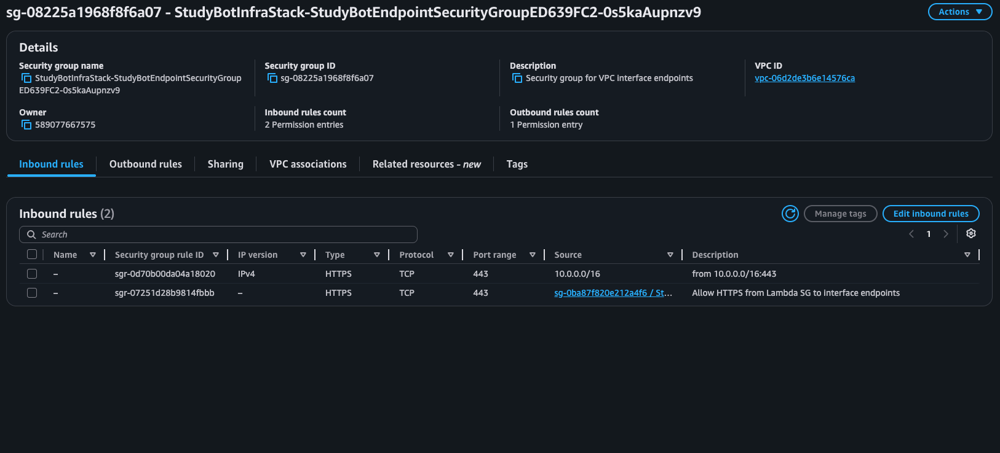 sg-08225a1968f8f6a07 - StudyBotInfraStack-StudyBotEndpointSecurityGroupED639FC2-0s5kaAupnzv9
Actions
Details
Security group name
StudyBotInfraStack-StudyBotEndpointSecurityGroup
ED639FC2-0s5kaAupnzv9
Security group ID
sg-08225a1968f8f6a07
Description
Security group for VPC interface endpoints
VPC ID
vpc-06d2de3b6e14576ca
Owner
589077667575
Inbound rules count
2 Permission entries
Outbound rules count
1 Permission entry
Inbound rules Outbound rules Sharing VPC associations Related resources - new Tags
Inbound rules (2)
Manage tags Edit inbound rules
Search
1
Name Security group rule ID IP version Type Protocol Port range Source Description
– sgr-0d70b00da04a18020 IPv4 HTTPS TCP 443 10.0.0.0/16 from 10.0.0.0/16:443
– sgr-07251d28b9814fbbb – HTTPS TCP 443 sg-0ba87f820e212a4f6 / St... Allow HTTPS from Lambda SG to interface endpoints